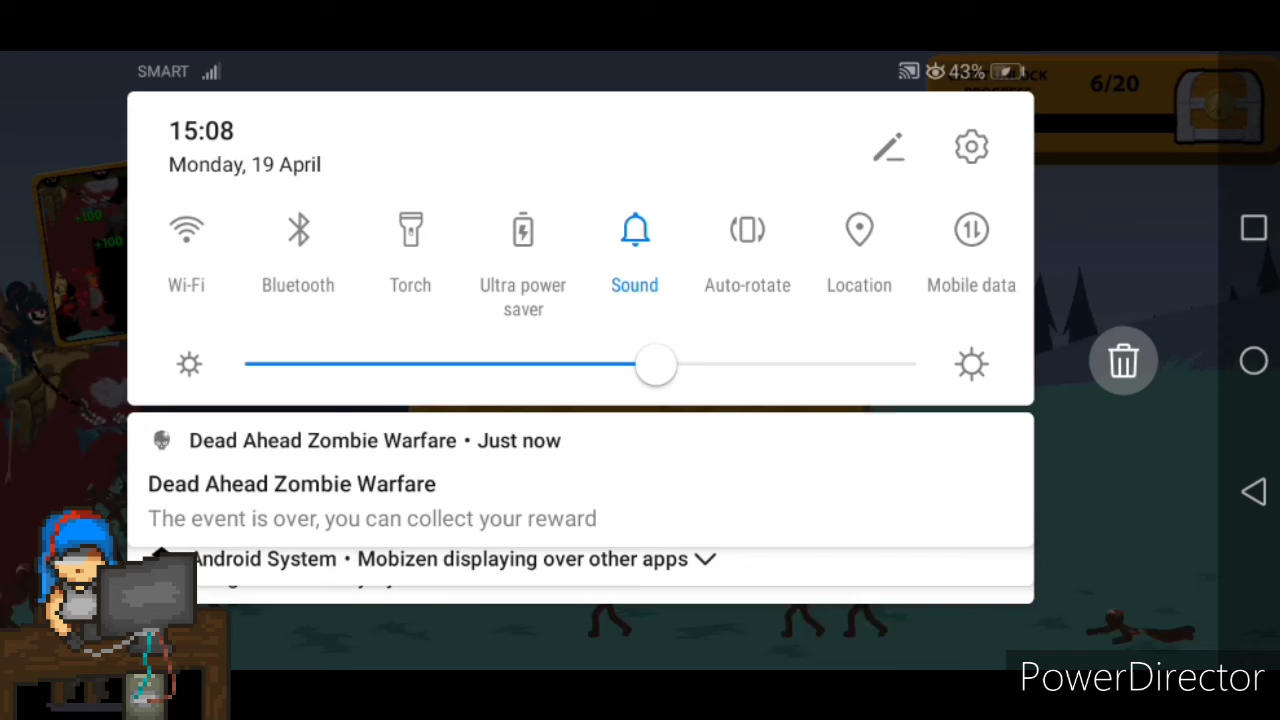 SMART
43%
6/20
15:08
Monday, 19 April
+100
+100
Wi-Fi
Bluetooth
Torch
Ultra power
saver
Sound
Auto-rotate
Location
Mobile data
Dead Ahead Zombie Warfare • Just now
Dead Ahead Zombie Warfare
The event is over, you can collect your reward
Android System • Mobizen displaying over other apps
PowerDirector